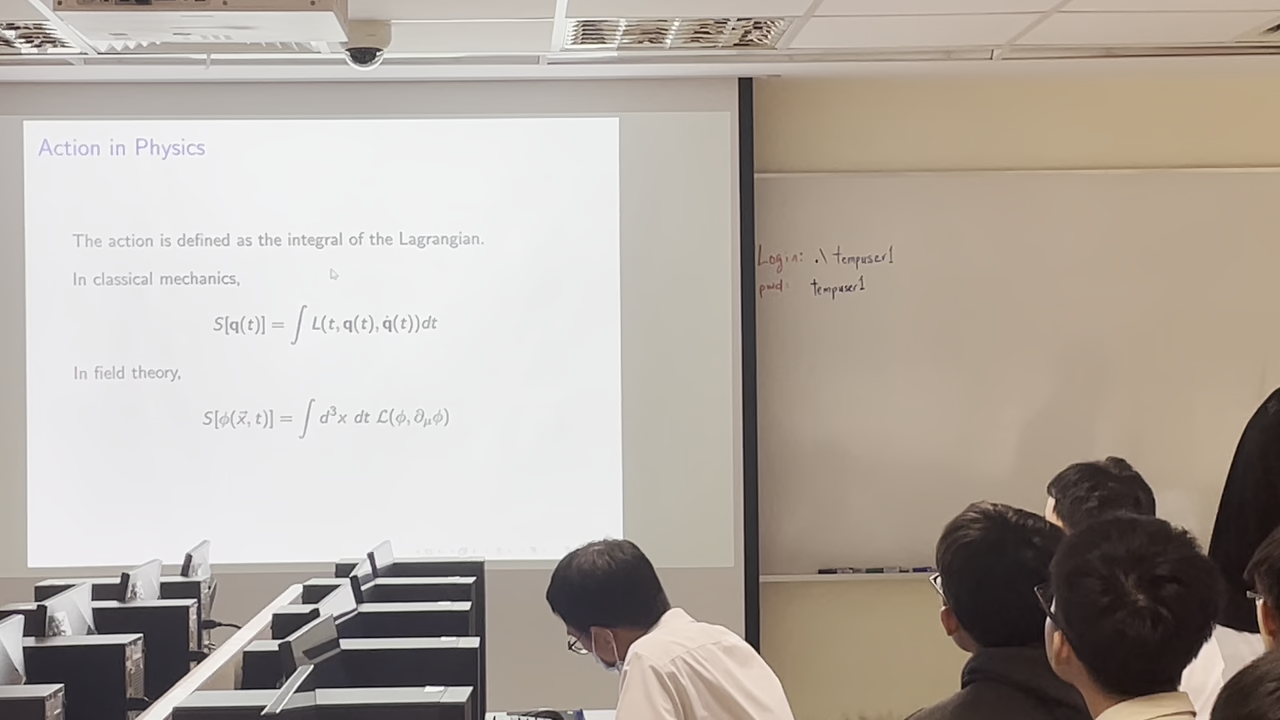 Action in Physics
The action is defined as the integral of the Lagrangian.
In classical mechanics,
S[q(t)] = ∫ L(t, q(t), q̇(t))dt
In field theory,
S[ϕ(x⃗, t)] = ∫ d³x dt ℒ(ϕ, ∂μϕ)
Login: .\ tempuser1
pwd: tempuser1